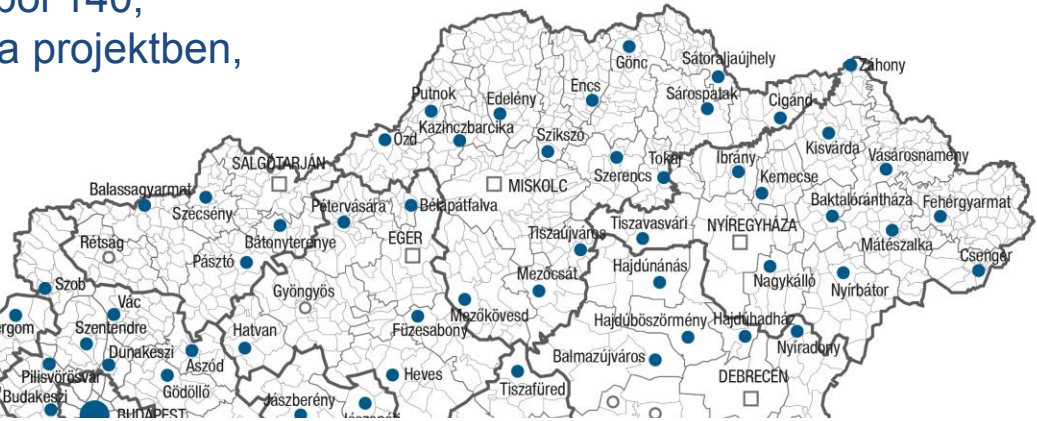 140,
a projektben,
Gönc
Sátoraljaújhely
Záhony
Putnok
Edelény
Encs
Sárospatak
Cigánd
Ózd
Kazincbarcika
Szikszó
Kisvárda
SALGÓTARJÁN
Tokaj
Ibrány
Vásárosnamény
Balassagyarmat
MISKOLC
Szerencs
Kemecse
Szécsény
Pétervására
Bélapátfalva
Baktalórántháza
Fehérgyarmat
Rétság
Bátonyterenye
EGER
Tiszaújváros
Tiszavasvári
NYÍREGYHÁZA
Mátészalka
Pásztó
Csenger
Szob
Gyöngyös
Mezőcsát
Hajdúnánás
Nagykálló
Nyírbátor
Vác
Mezőkövesd
Szentendre
Hatvan
Füzesabony
Hajdúböszörmény
Hajdúhadház
Dunakeszi
Aszód
Balmazújváros
Nyíradony
Pilisvörösvár
Gödöllő
Heves
Tiszafüred
DEBRECEN
Budakeszi
Jászberény
BUDAPEST